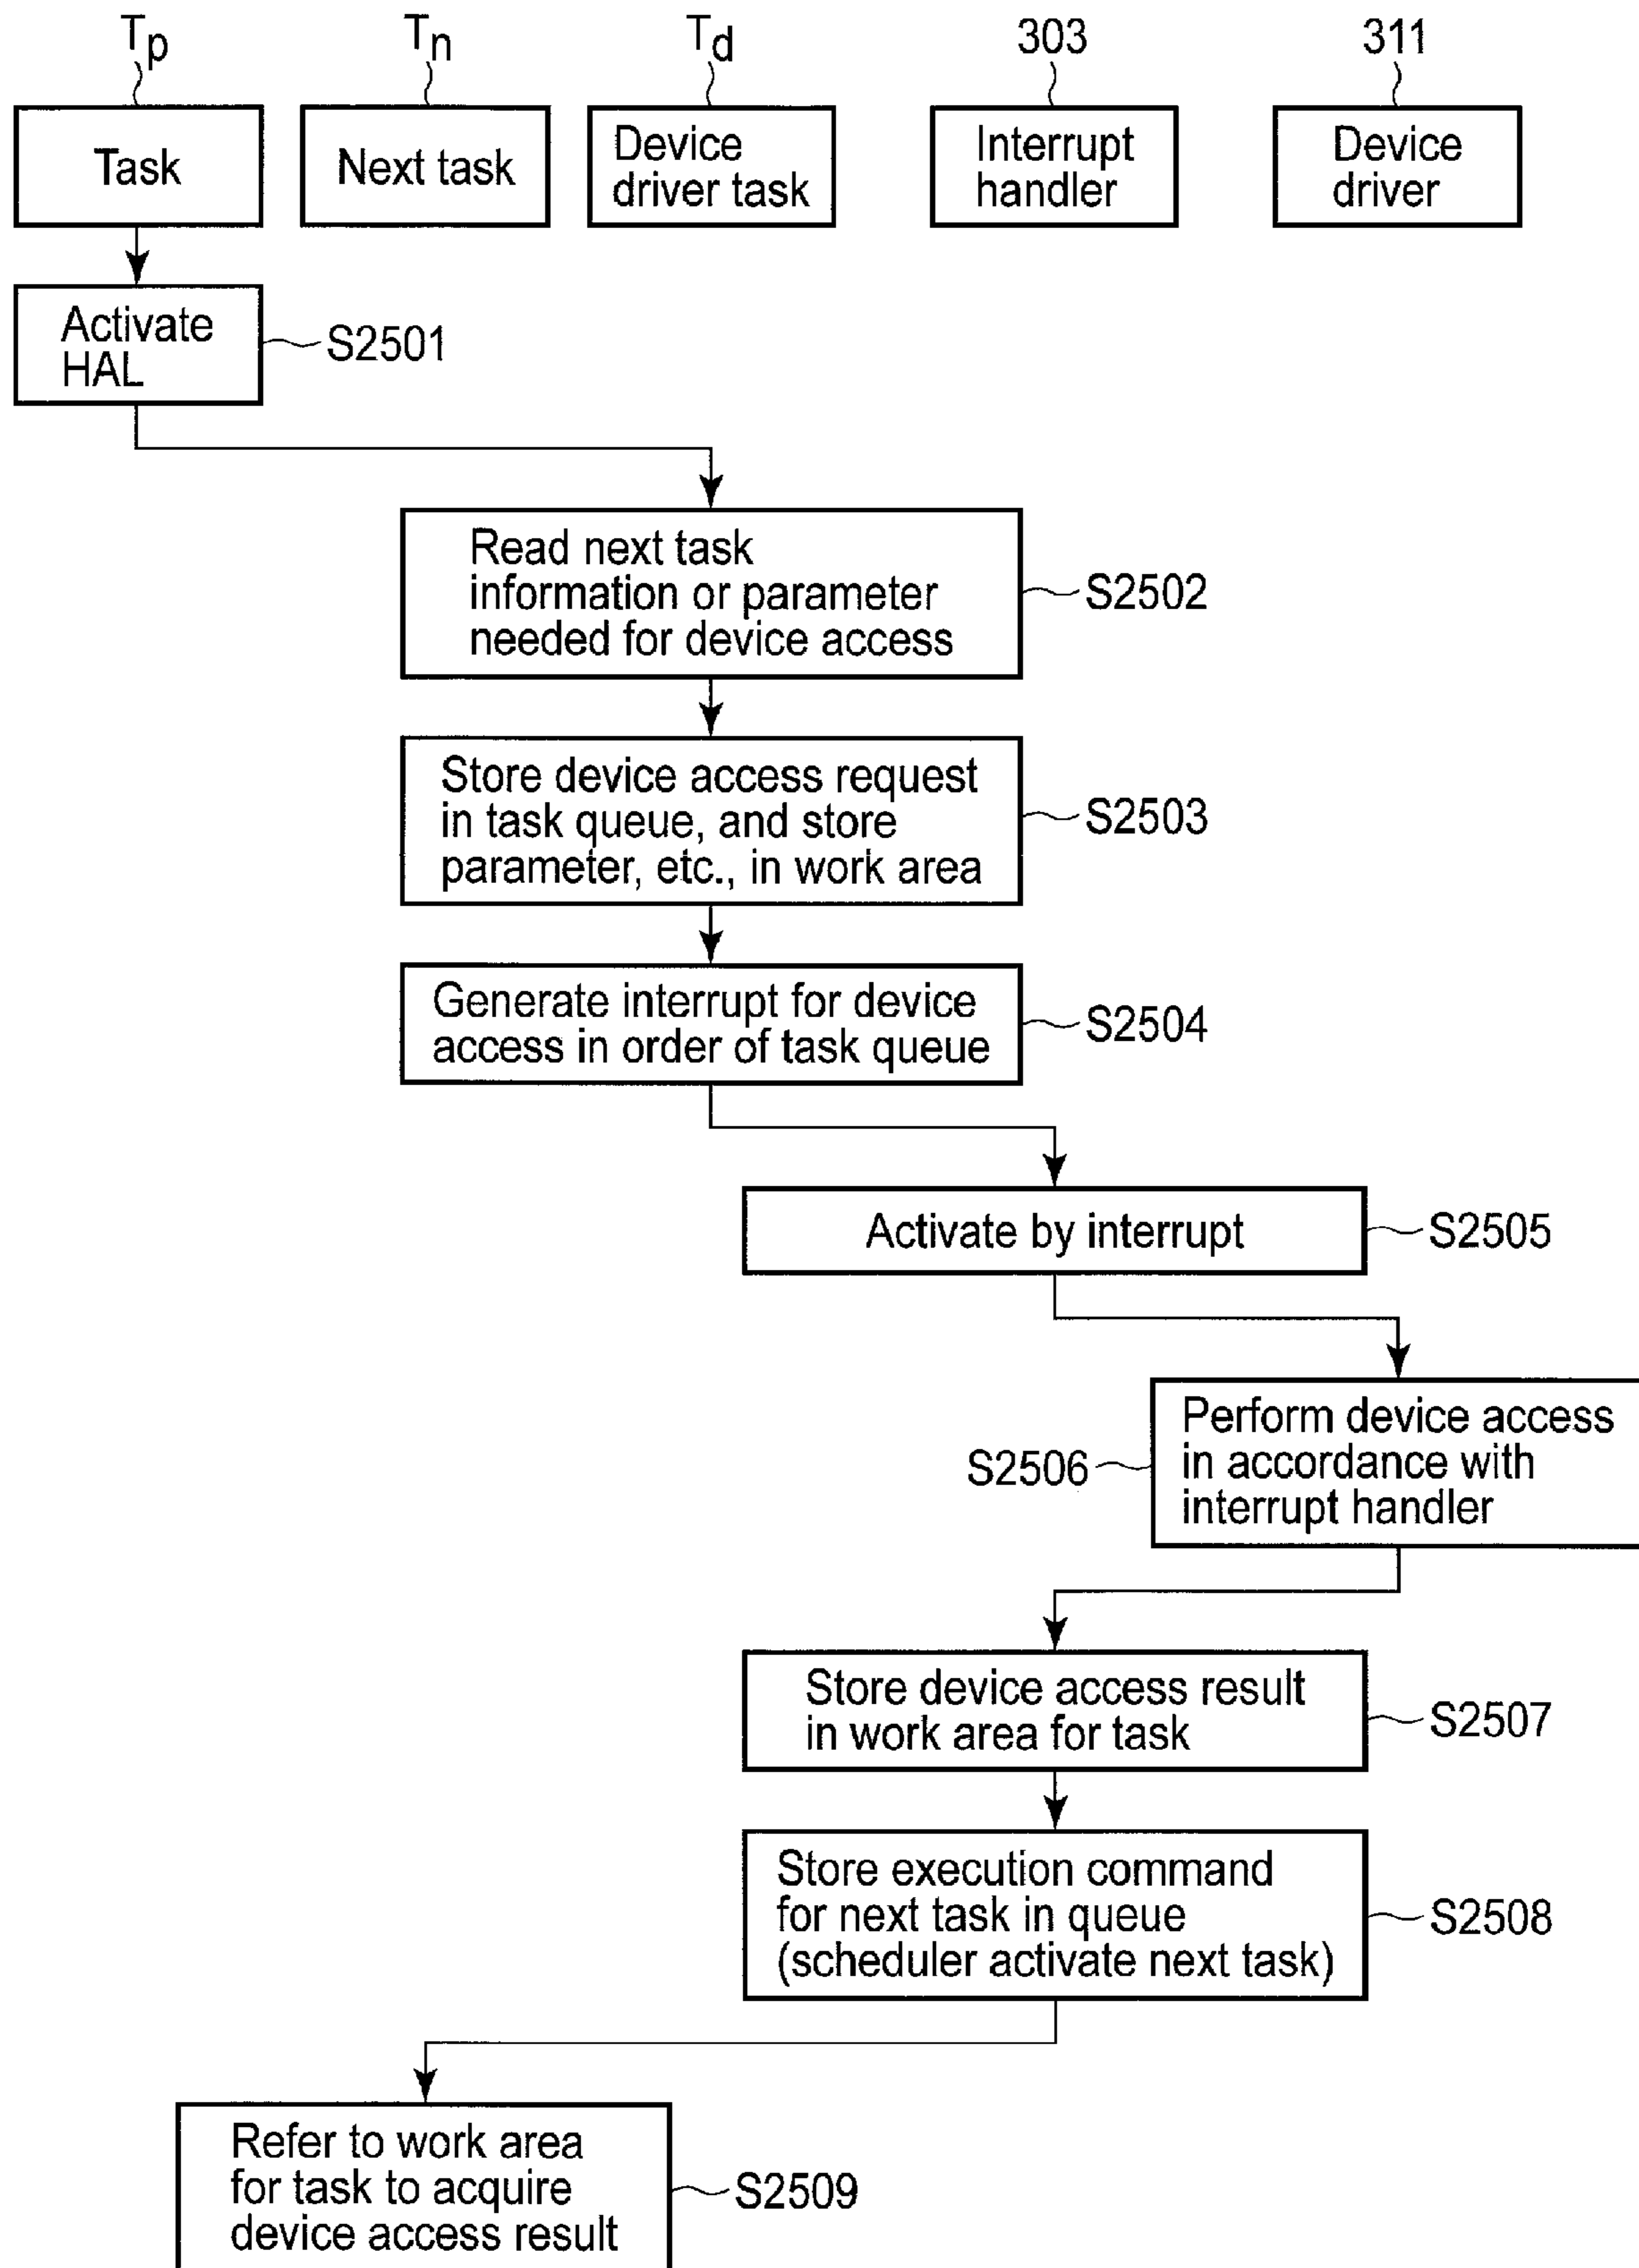 Tp
Tn
Td
303
311
Task
Next task
Device
driver task
Interrupt
handler
Device
driver
Activate
HAL
S2501
Read next task
information or parameter
needed for device access
S2502
Store device access request
in task queue, and store
parameter, etc., in work area
S2503
Generate interrupt for device
access in order of task queue
S2504
Activate by interrupt
S2505
Perform device access
in accordance with
interrupt handler
S2506
Store device access result
in work area for task
S2507
Store execution command
for next task in queue
(scheduler activate next task)
S2508
Refer to work area
for task to acquire
device access result
S2509